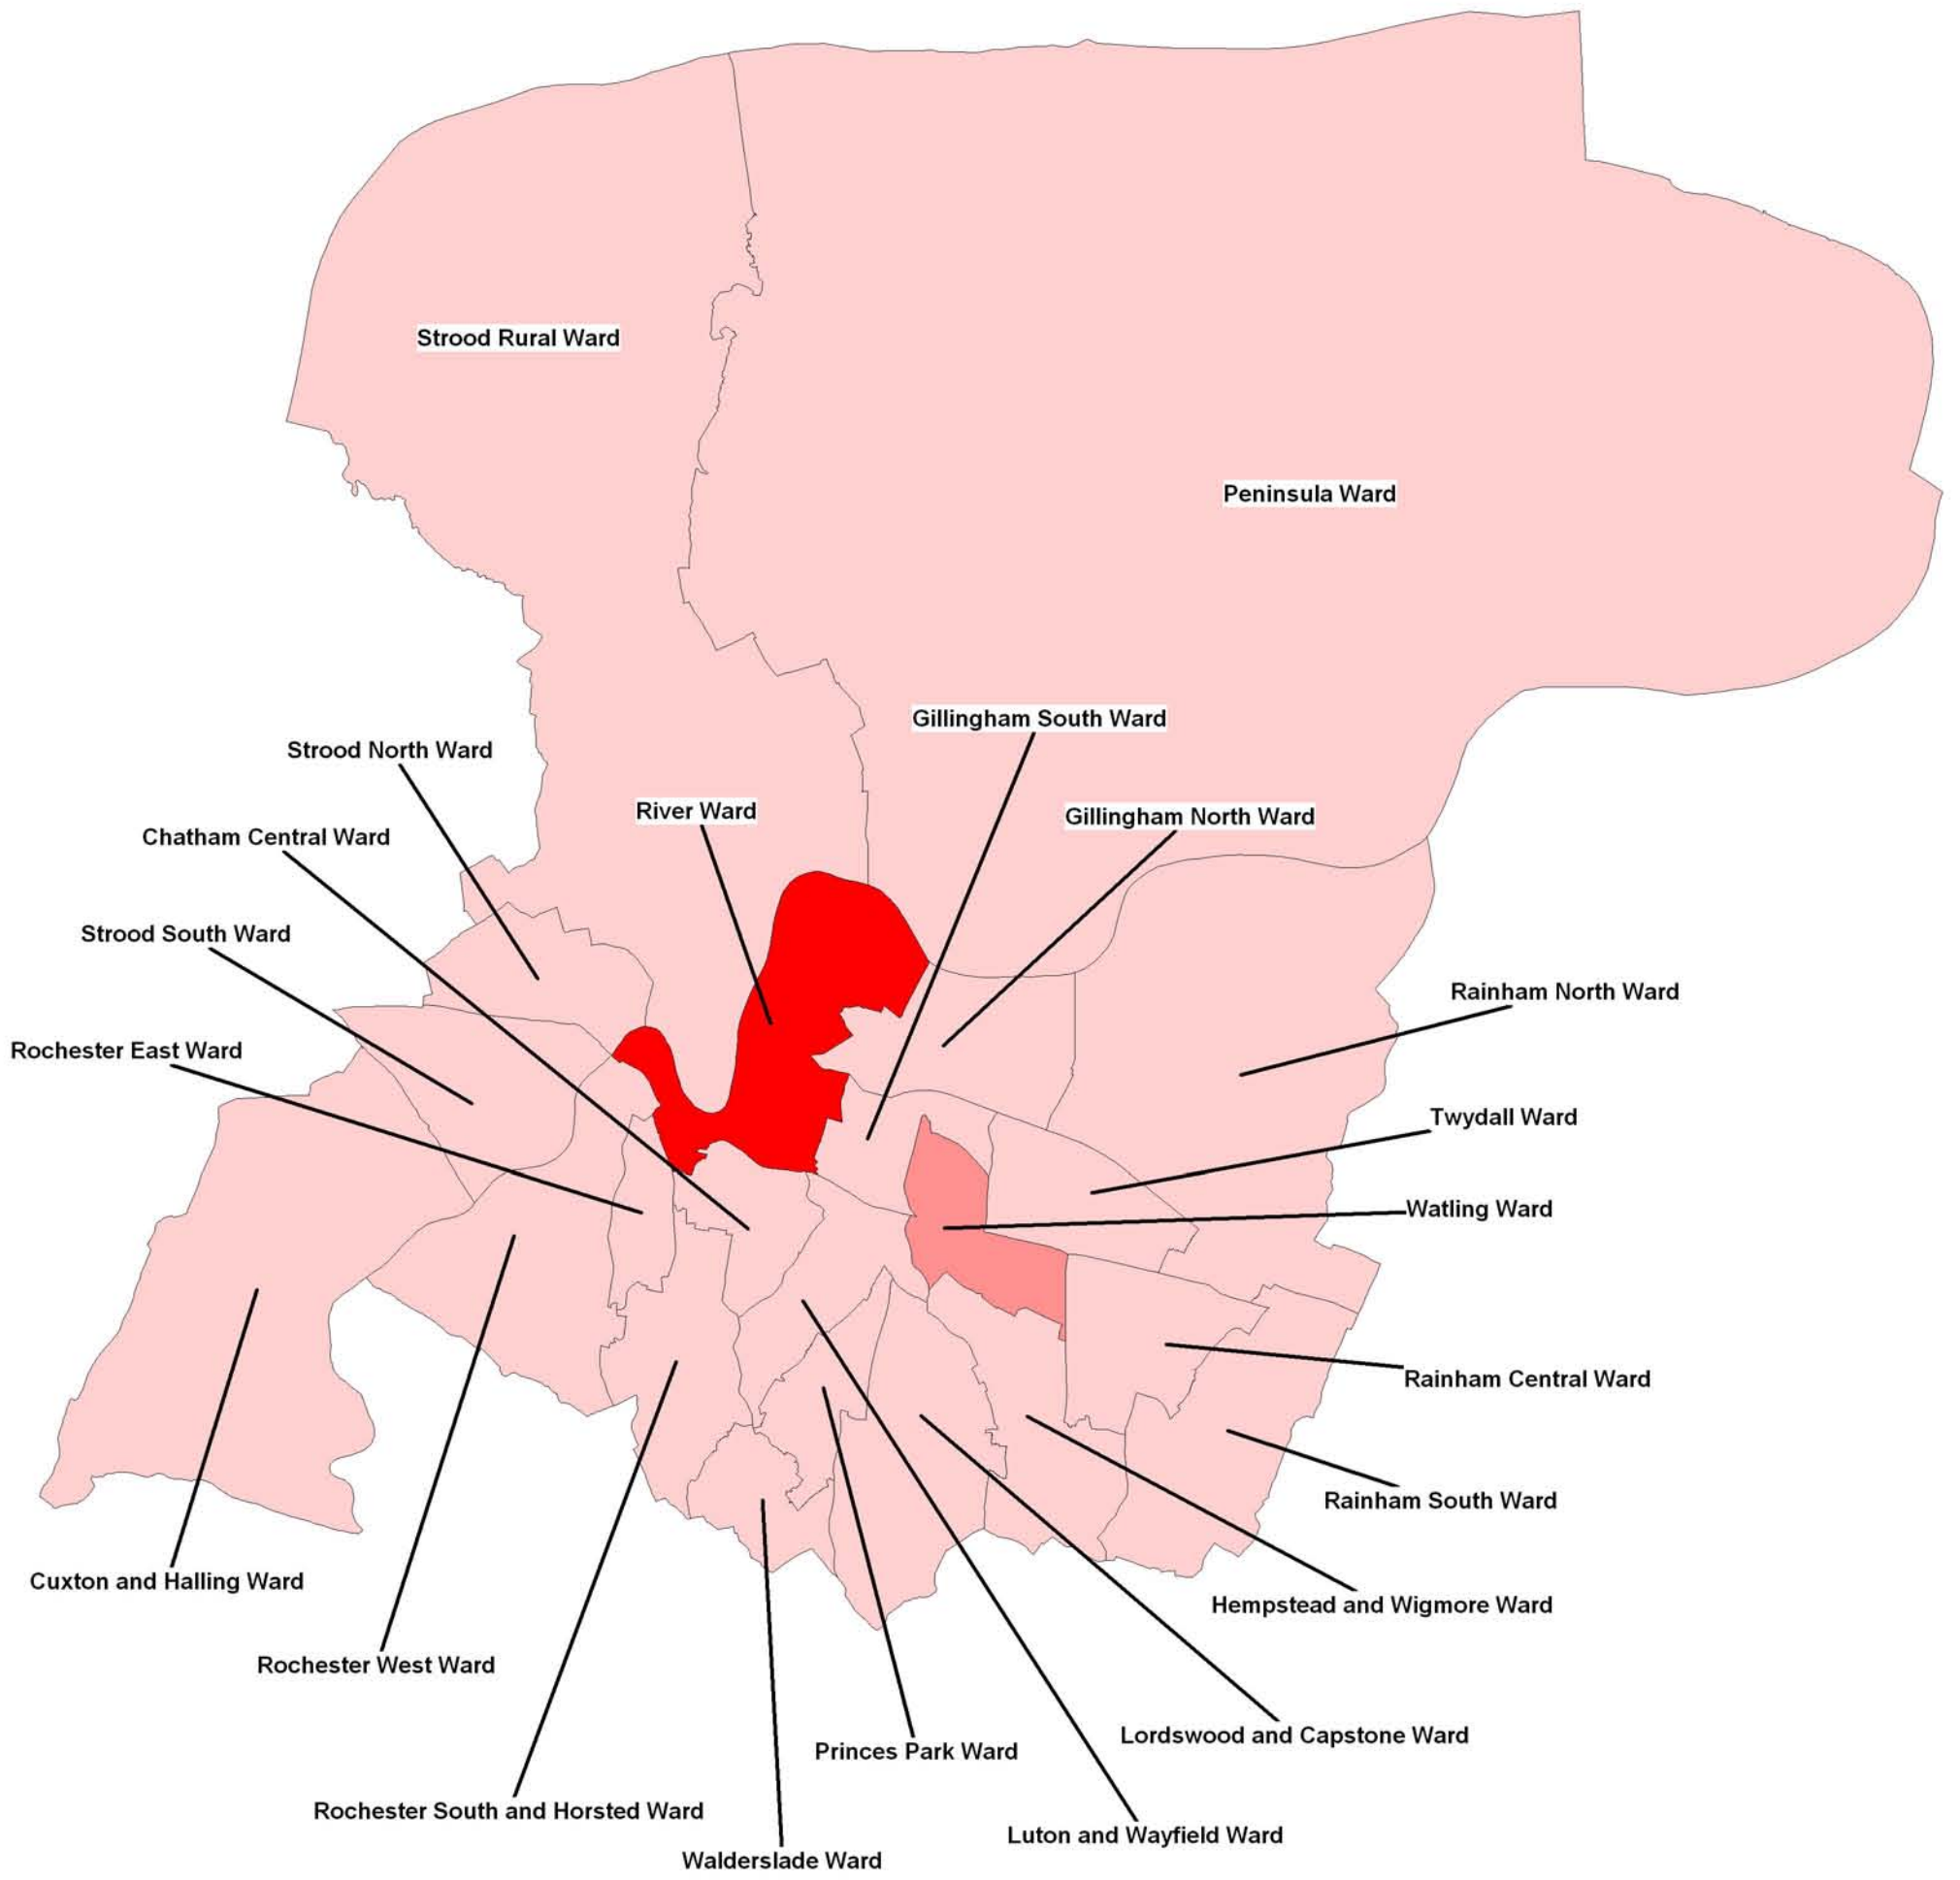 Strood Rural Ward
Peninsula Ward
Gillingham South Ward
Strood North Ward
River Ward
Gillingham North Ward
Chatham Central Ward
Strood South Ward
Rainham North Ward
Rochester East Ward
Twydall Ward
Watling Ward
Rainham Central Ward
Rainham South Ward
Cuxton and Halling Ward
Hempstead and Wigmore Ward
Rochester West Ward
Lordswood and Capstone Ward
Princes Park Ward
Rochester South and Horsted Ward
Luton and Wayfield Ward
Walderslade Ward